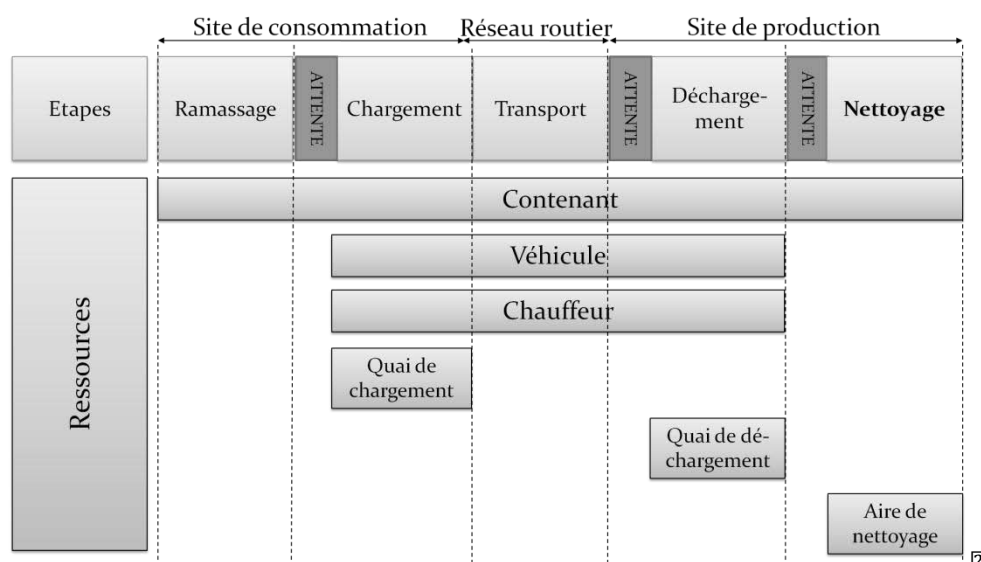 Site de consommation
Réseau routier
Site de production
Etapes
Ramassage
ATTENTE
Chargement
Transport
ATTENTE
Décharge-
ment
ATTENTE
Nettoyage
Ressources
Contenant
Véhicule
Chauffeur
Quai de
chargement
Quai de dé-
chargement
Aire de
nettoyage